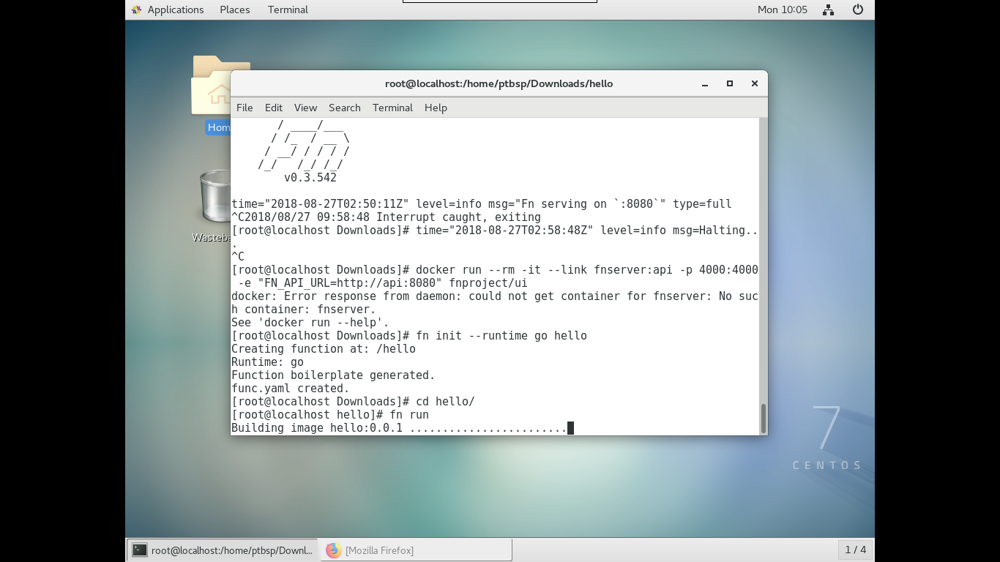 Applications Places Terminal Mon 10:05
root@localhost:/home/ptbsp/Downloads/hello
File Edit View Search Terminal Help
/ ____/___
/ /_ / __ \
/ __/ / / / /
/_/ /_/ /_/
v0.3.542
time="2018-08-27T02:50:11Z" level=info msg="Fn serving on `:8080`" type=full
^C2018/08/27 09:58:48 Interrupt caught, exiting
[root@localhost Downloads]# time="2018-08-27T02:58:48Z" level=info msg=Halting..
.
^C
[root@localhost Downloads]# docker run --rm -it --link fnserver:api -p 4000:4000
-e "FN_API_URL=http://api:8080" fnproject/ui
docker: Error response from daemon: could not get container for fnserver: No suc
h container: fnserver.
See 'docker run --help'.
[root@localhost Downloads]# fn init --runtime go hello
Creating function at: /hello
Runtime: go
Function boilerplate generated.
func.yaml created.
[root@localhost Downloads]# cd hello/
[root@localhost hello]# fn run
Building image hello:0.0.1 ........................
Hom
Wasteba
7
CENTOS
root@localhost:/home/ptbsp/Downl... [Mozilla Firefox] 1 / 4